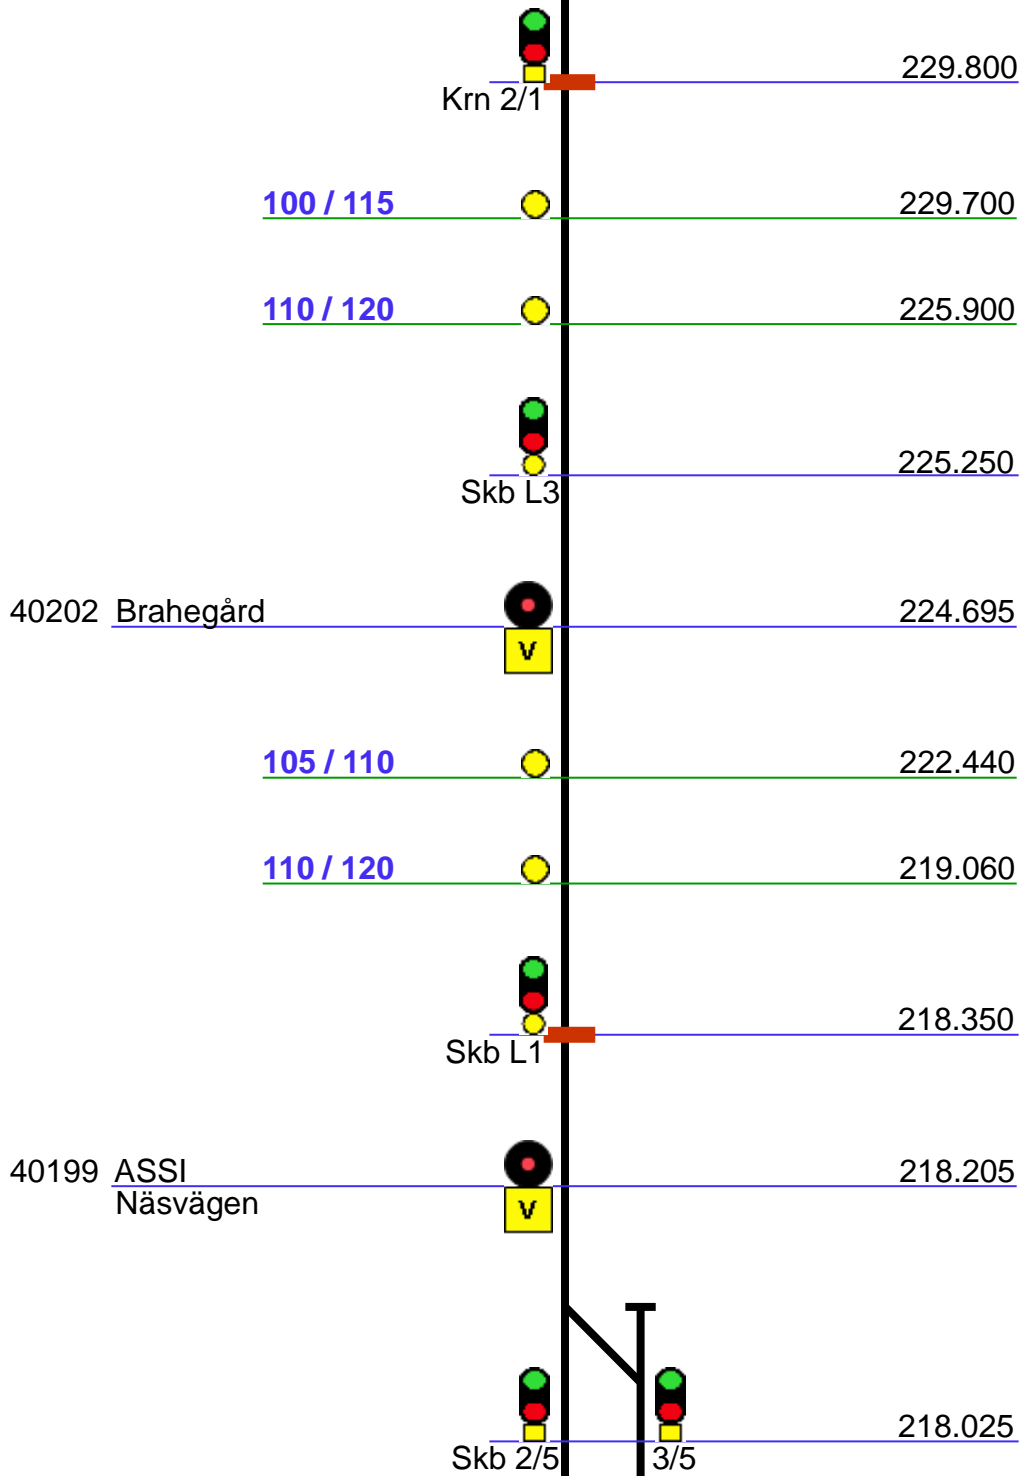 229.800
Krn 2/1
100 / 115 229.700
110 / 120 225.900
225.250
Skb L3
40202 Brahegård 224.695
V
105 / 110 222.440
110 / 120 219.060
218.350
Skb L1
40199 ASSI 218.205
Näsvägen
V
218.025
Skb 2/5 3/5